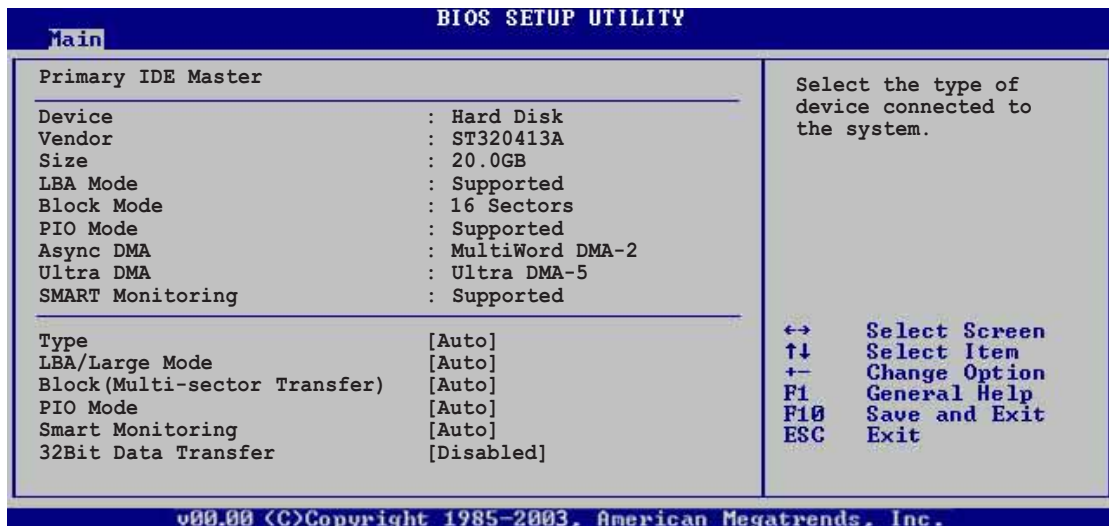 BIOS SETUP UTILITY
Main
Primary IDE Master
Device : Hard Disk
Vendor : ST320413A
Size : 20.0GB
LBA Mode : Supported
Block Mode : 16 Sectors
PIO Mode : Supported
Async DMA : MultiWord DMA-2
Ultra DMA : Ultra DMA-5
SMART Monitoring : Supported
Type [Auto]
LBA/Large Mode [Auto]
Block(Multi-sector Transfer) [Auto]
PIO Mode [Auto]
Smart Monitoring [Auto]
32Bit Data Transfer [Disabled]
Select the type of
device connected to
the system.
←→ Select Screen
↑↓ Select Item
+- Change Option
F1 General Help
F10 Save and Exit
ESC Exit
v00.00 (C)Copyright 1985-2003, American Megatrends, Inc.